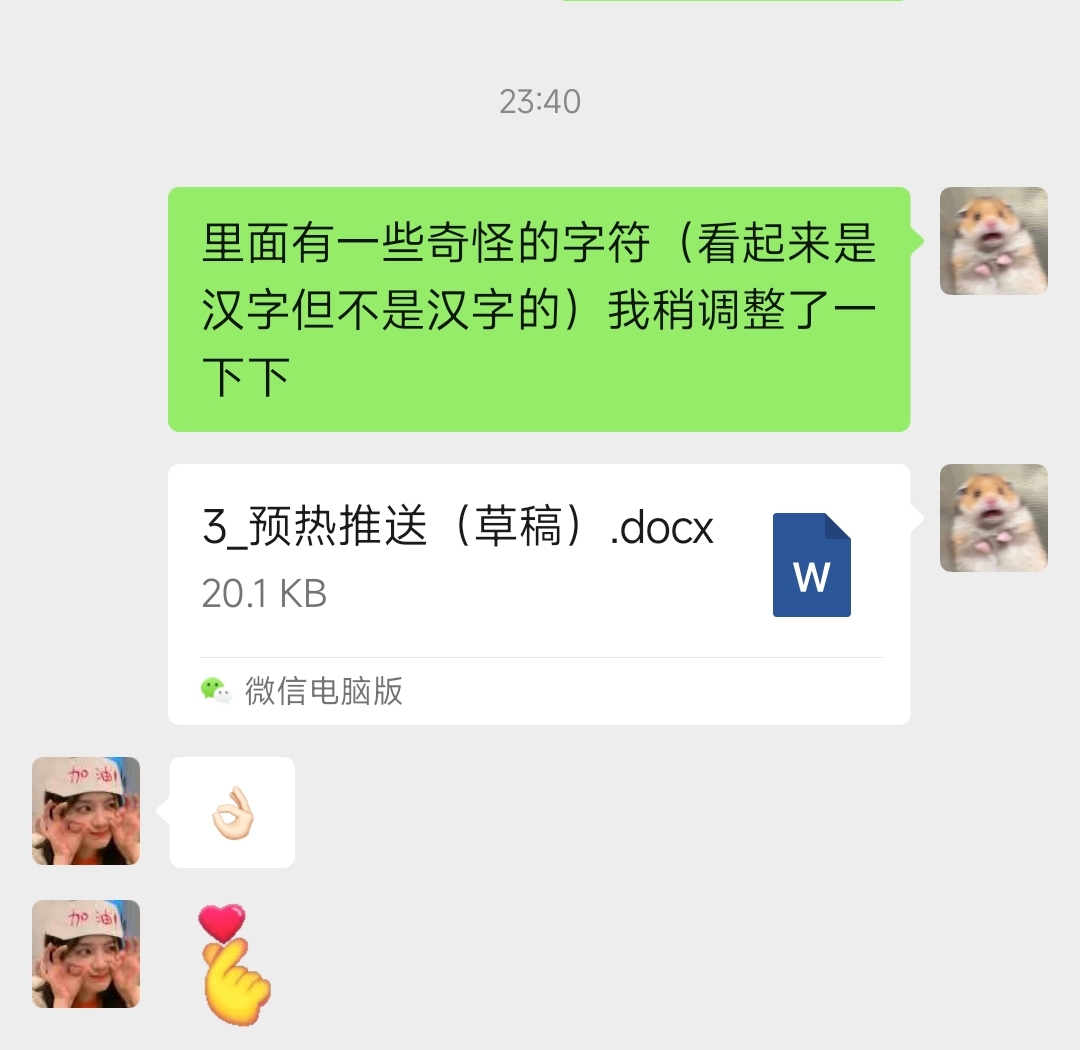 23:40
里面有一些奇怪的字符（看起来是
汉字但不是汉字的）我稍调整了一
下下
3_预热推送（草稿）.docx
20.1 KB
W
微信电脑版
加油!
加油!